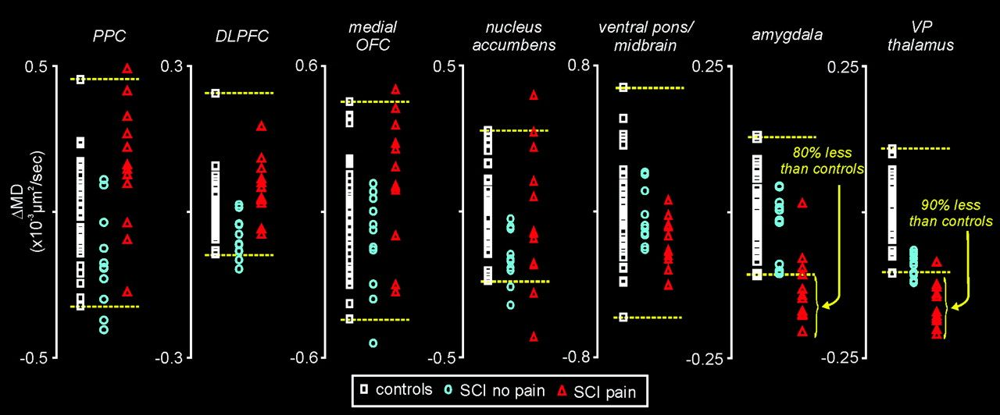 PPC
DLPFC
medial
OFC
nucleus
accumbens
ventral pons/
midbrain
amygdala
VP
thalamus
0.5
0.3
0.6
0.5
0.8
0.25
0.25
ΔMD
(x10-³μm²/sec)
80% less
than controls
90% less
than controls
-0.5
-0.3
-0.6
-0.5
-0.8
-0.25
-0.25
controls
SCI no pain
SCI pain